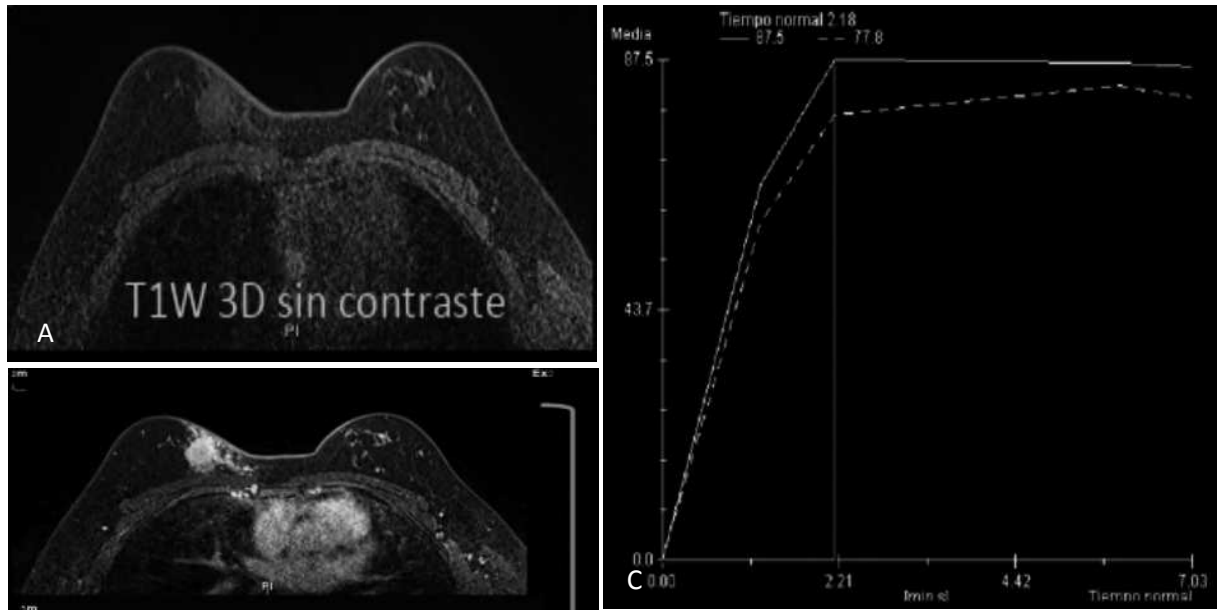 T1W 3D sin contraste
A
Tiempo normal 2.18
Media
87.5
77.8
87.5
43.7
0.0
C
0.00
2.21
4.42
7.03
Tiempo normal